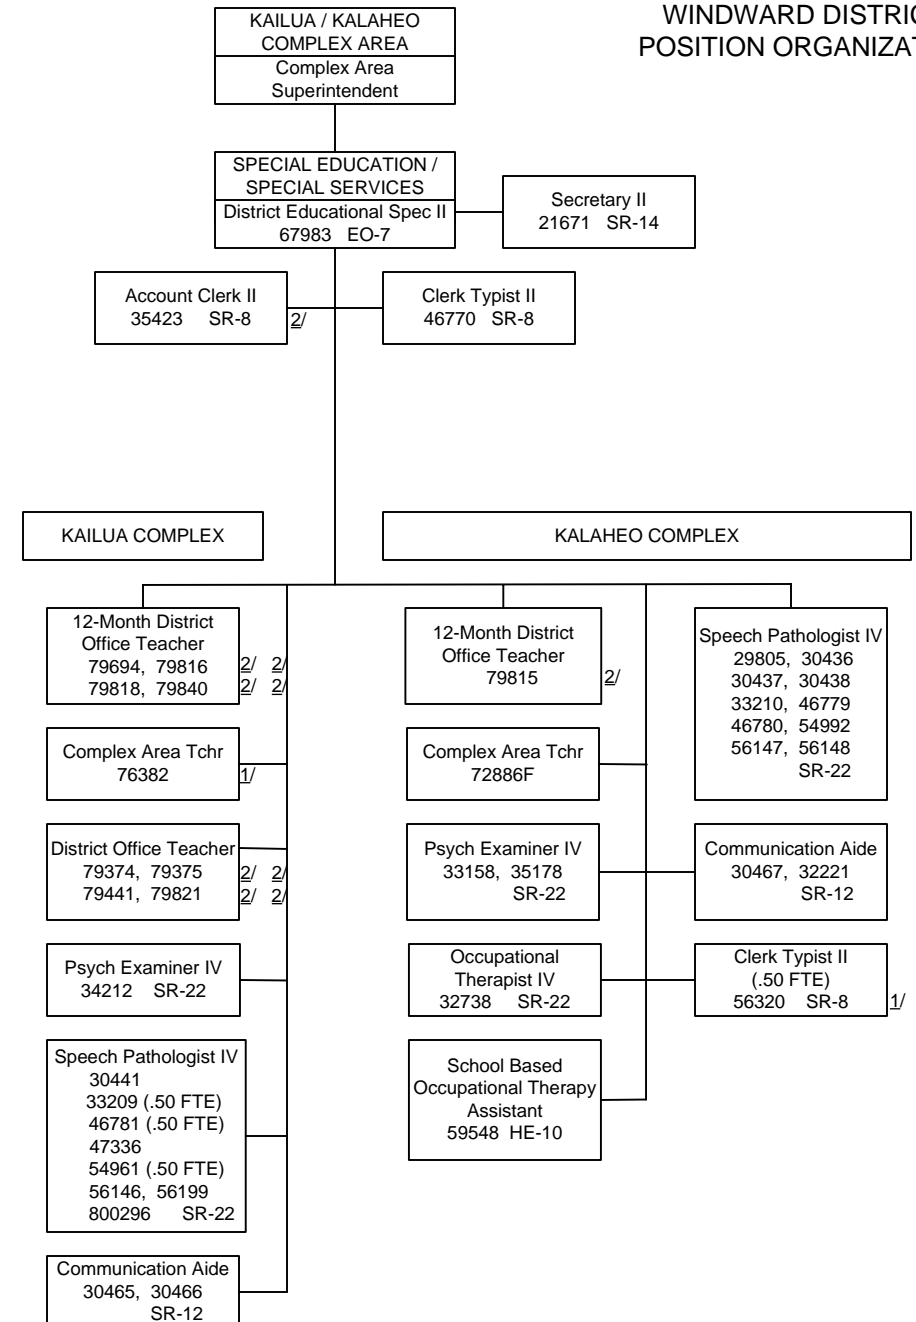 WINDWARD DISTRIC
POSITION ORGANIZAT
KAILUA / KALAHEO
COMPLEX AREA
Complex Area
Superintendent
SPECIAL EDUCATION /
SPECIAL SERVICES
District Educational Spec II
67983 EO-7
Secretary II
21671 SR-14
Account Clerk II
35423 SR-8 2/
Clerk Typist II
46770 SR-8
KAILUA COMPLEX
12-Month District
Office Teacher
79694, 79816 2/ 2/
79818, 79840 2/ 2/
Complex Area Tchr
76382 1/
District Office Teacher
79374, 79375 2/ 2/
79441, 79821 2/ 2/
Psych Examiner IV
34212 SR-22
Speech Pathologist IV
30441
33209 (.50 FTE)
46781 (.50 FTE)
47336
54961 (.50 FTE)
56146, 56199
800296 SR-22
Communication Aide
30465, 30466
SR-12
KALAHEO COMPLEX
12-Month District
Office Teacher
79815 2/
Complex Area Tchr
72886F
Psych Examiner IV
33158, 35178
SR-22
Occupational
Therapist IV
32738 SR-22
School Based
Occupational Therapy
Assistant
59548 HE-10
Speech Pathologist IV
29805, 30436
30437, 30438
33210, 46779
46780, 54992
56147, 56148
SR-22
Communication Aide
30467, 32221
SR-12
Clerk Typist II
(.50 FTE)
56320 SR-8 1/